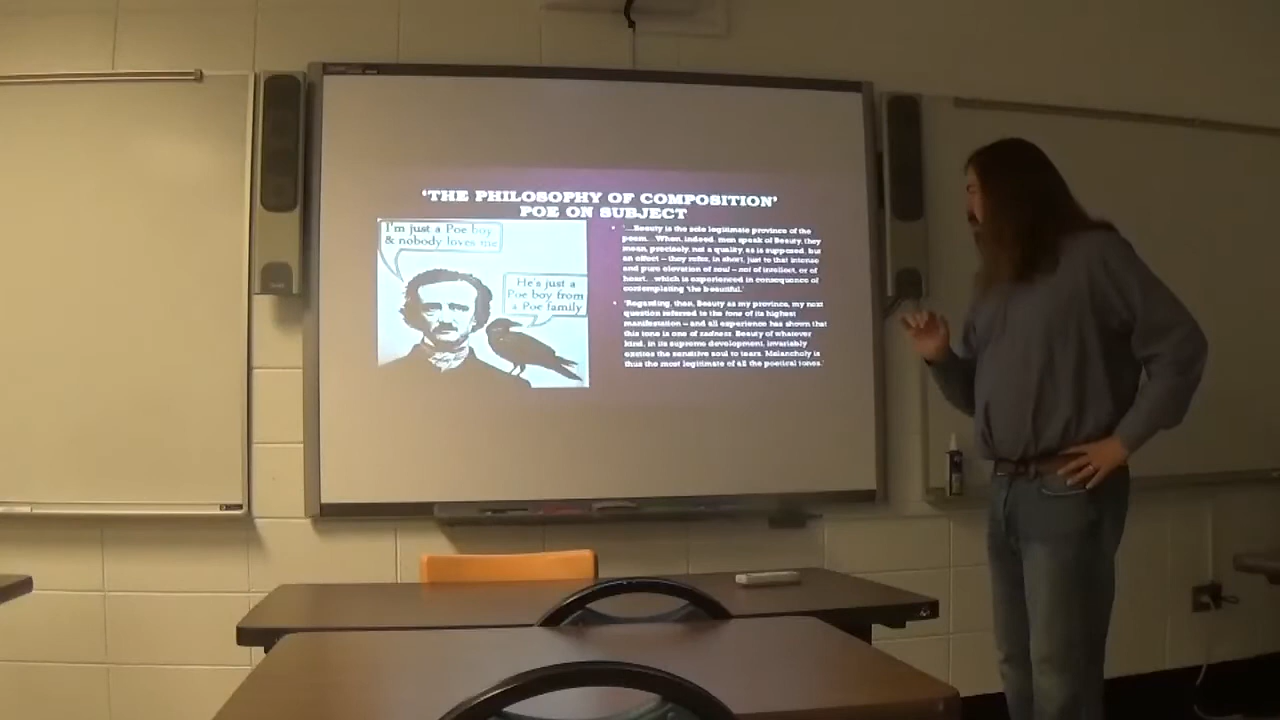 ‘THE PHILOSOPHY OF COMPOSITION’
POE ON SUBJECT
I'm just a Poe boy
& nobody loves me
He's just a
Poe boy from
a Poe family
• ‘...Beauty is the sole legitimate province of the
poem...When, indeed, men speak of Beauty, they
mean, precisely, not a quality, as is supposed, but
an effect – they refer, in short, just to that intense
and pure elevation of soul – not of intellect, or of
heart...which is experienced in consequence of
contemplating ‘the beautiful.’
• ‘Regarding, then, Beauty as my province, my next
question referred to the tone of its highest
manifestation – and all experience has shown that
this tone is one of sadness. Beauty of whatever
kind, in its supreme development, invariably
excites the sensitive soul to tears. Melancholy is
thus the most legitimate of all the poetical tones.’